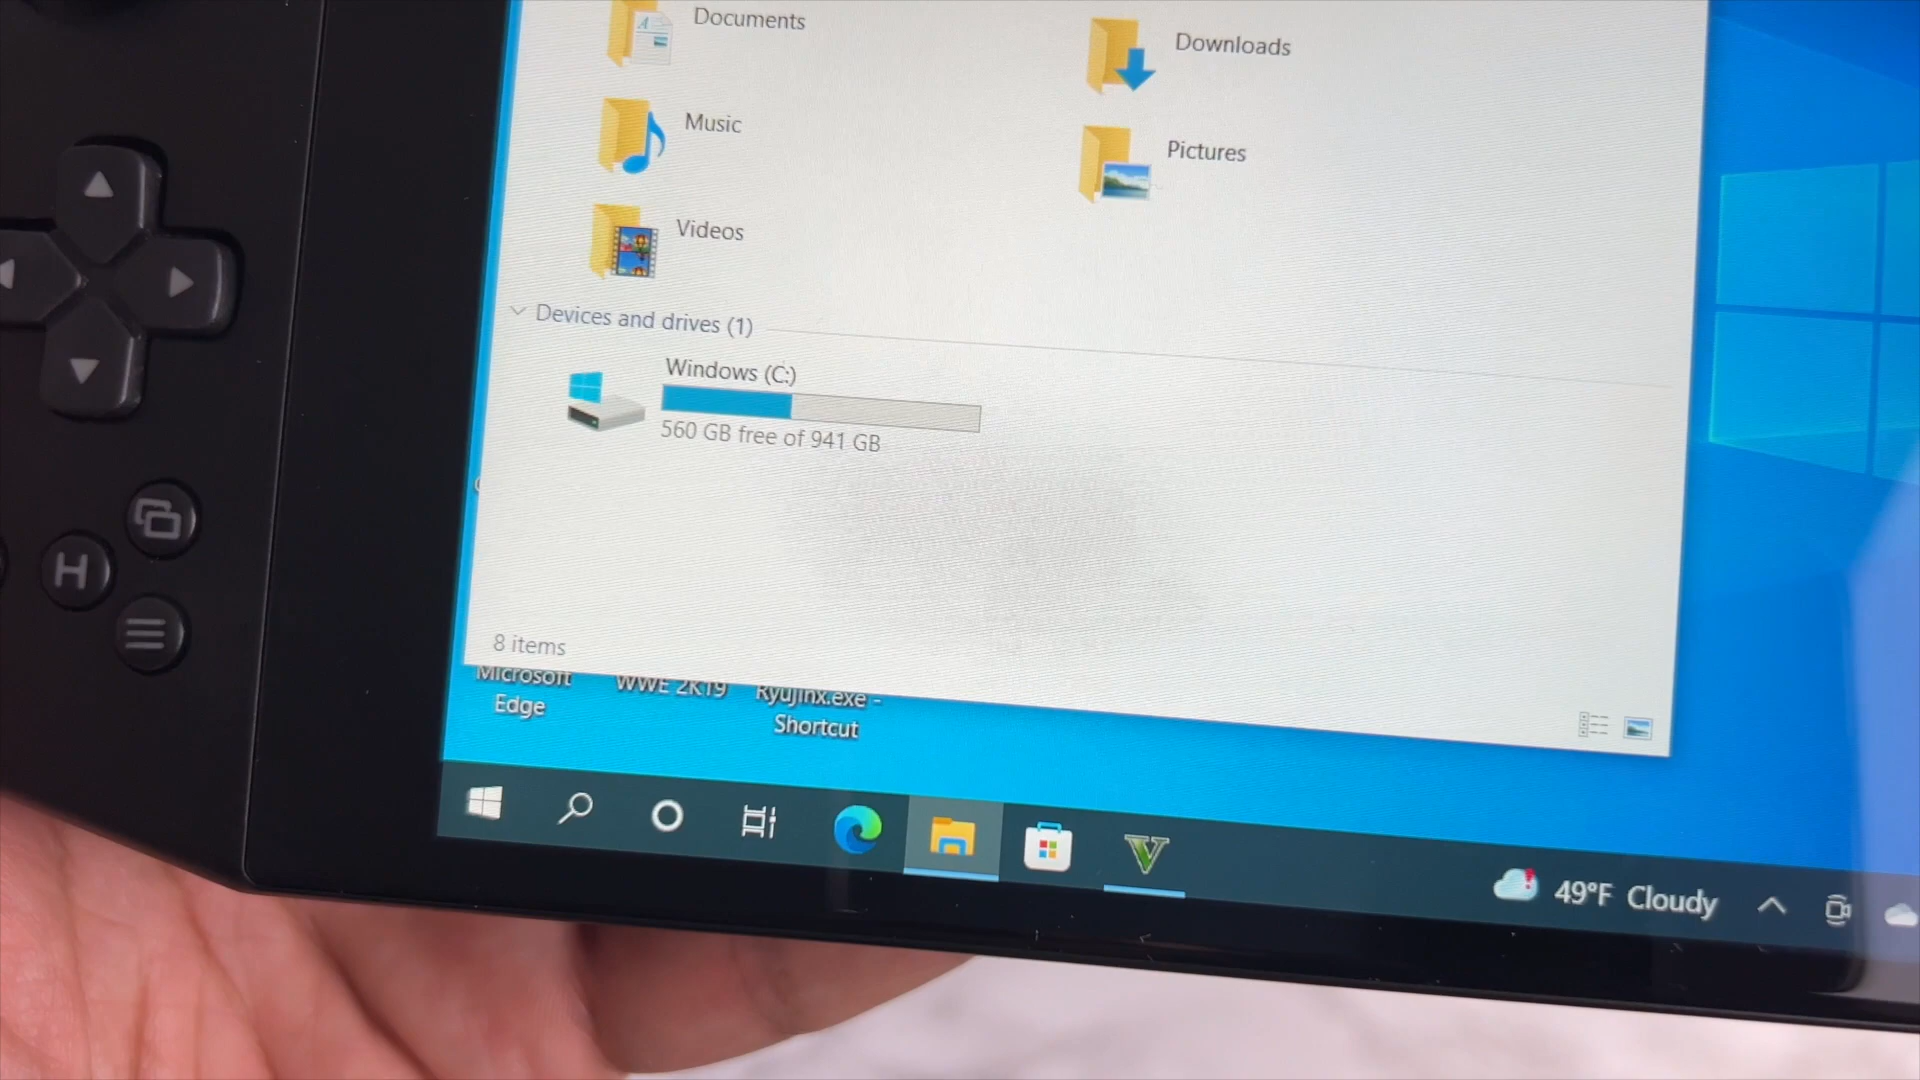 Documents
Downloads
Music
Pictures
Videos
Devices and drives (1)
Windows (C:)
560 GB free of 941 GB
8 items
Microsoft
Edge
WWE 2K19
Ryujinx.exe -
Shortcut
H
V
49°F Cloudy